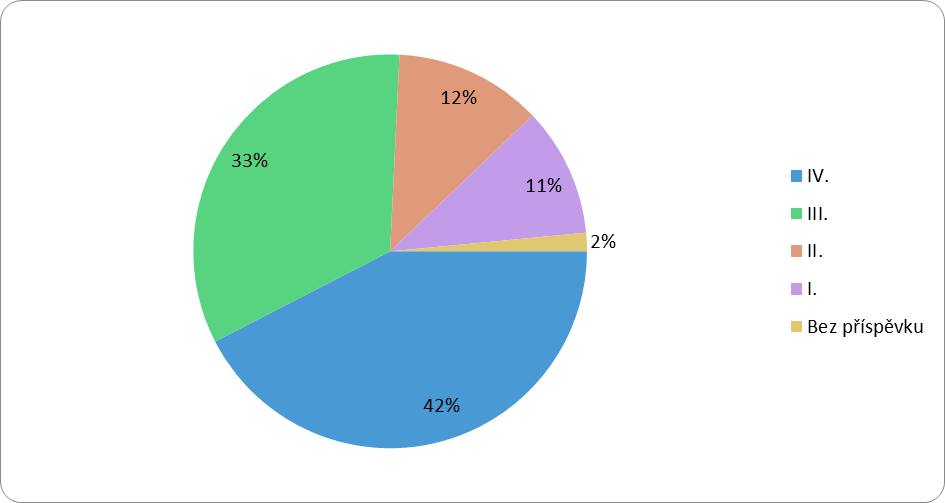 12%
33%
11%
2%
42%
IV.
III.
II.
I.
Bez příspěvku